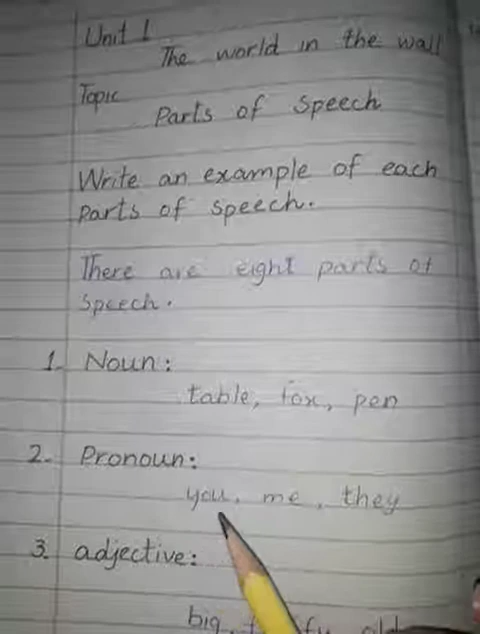 Unit 1
The world in the wall
Topic
Parts of Speech
Write an example of each
Parts of speech.
There are eight parts of
Speech.
1. Noun:
table, fox, pen
2. Pronoun:
you, me, they
3. adjective:
big, old